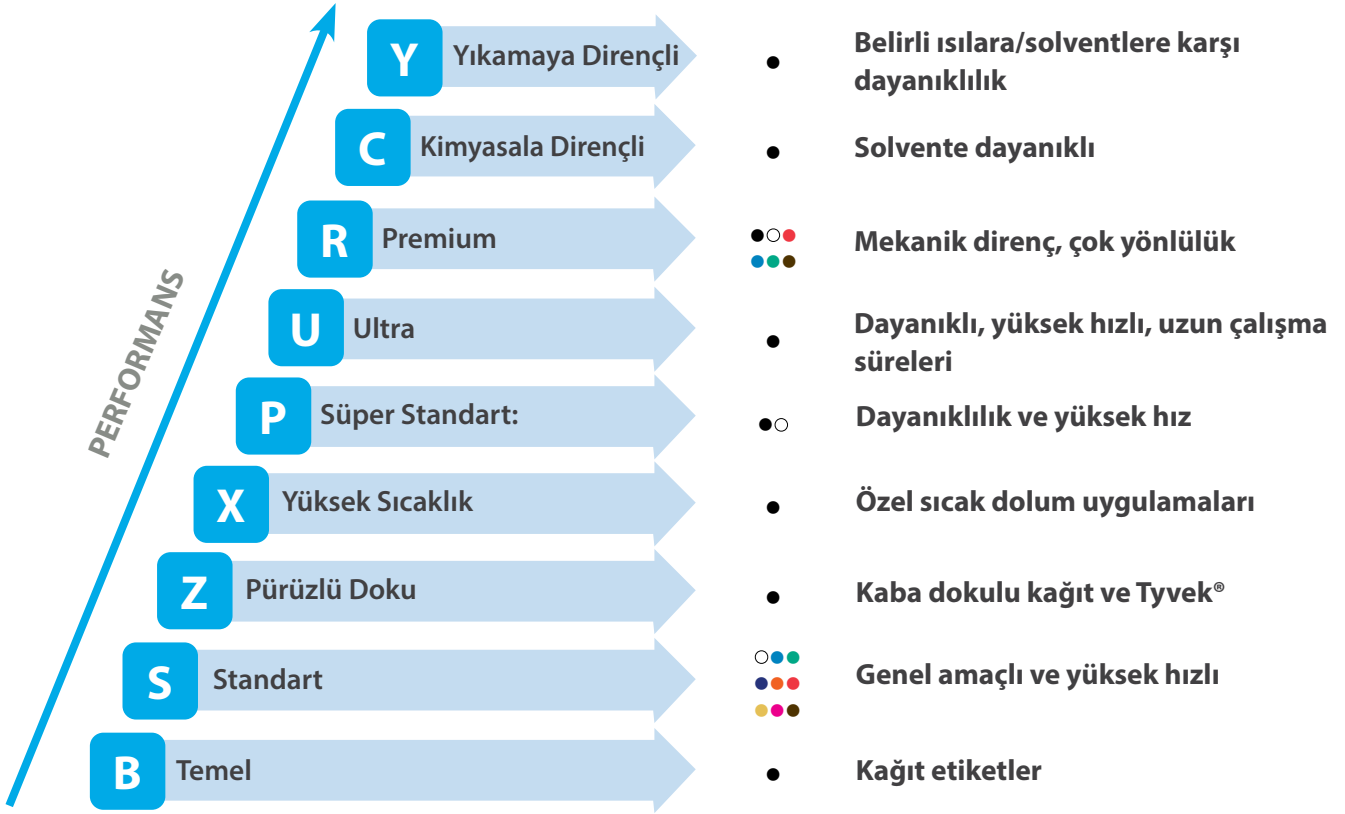 PERFORMANS
Y Yıkamaya Dirençli Belirli ısılara/solventlere karşı
dayanıklılık
C Kimyasala Dirençli Solvente dayanıklı
R Premium Mekanik direnç, çok yönlülük
U Ultra Dayanıklı, yüksek hızlı, uzun çalışma
süreleri
P Süper Standart: Dayanıklılık ve yüksek hız
X Yüksek Sıcaklık Özel sıcak dolum uygulamaları
Z Pürüzlü Doku Kaba dokulu kağıt ve Tyvek®
S Standart Genel amaçlı ve yüksek hızlı
B Temel Kağıt etiketler